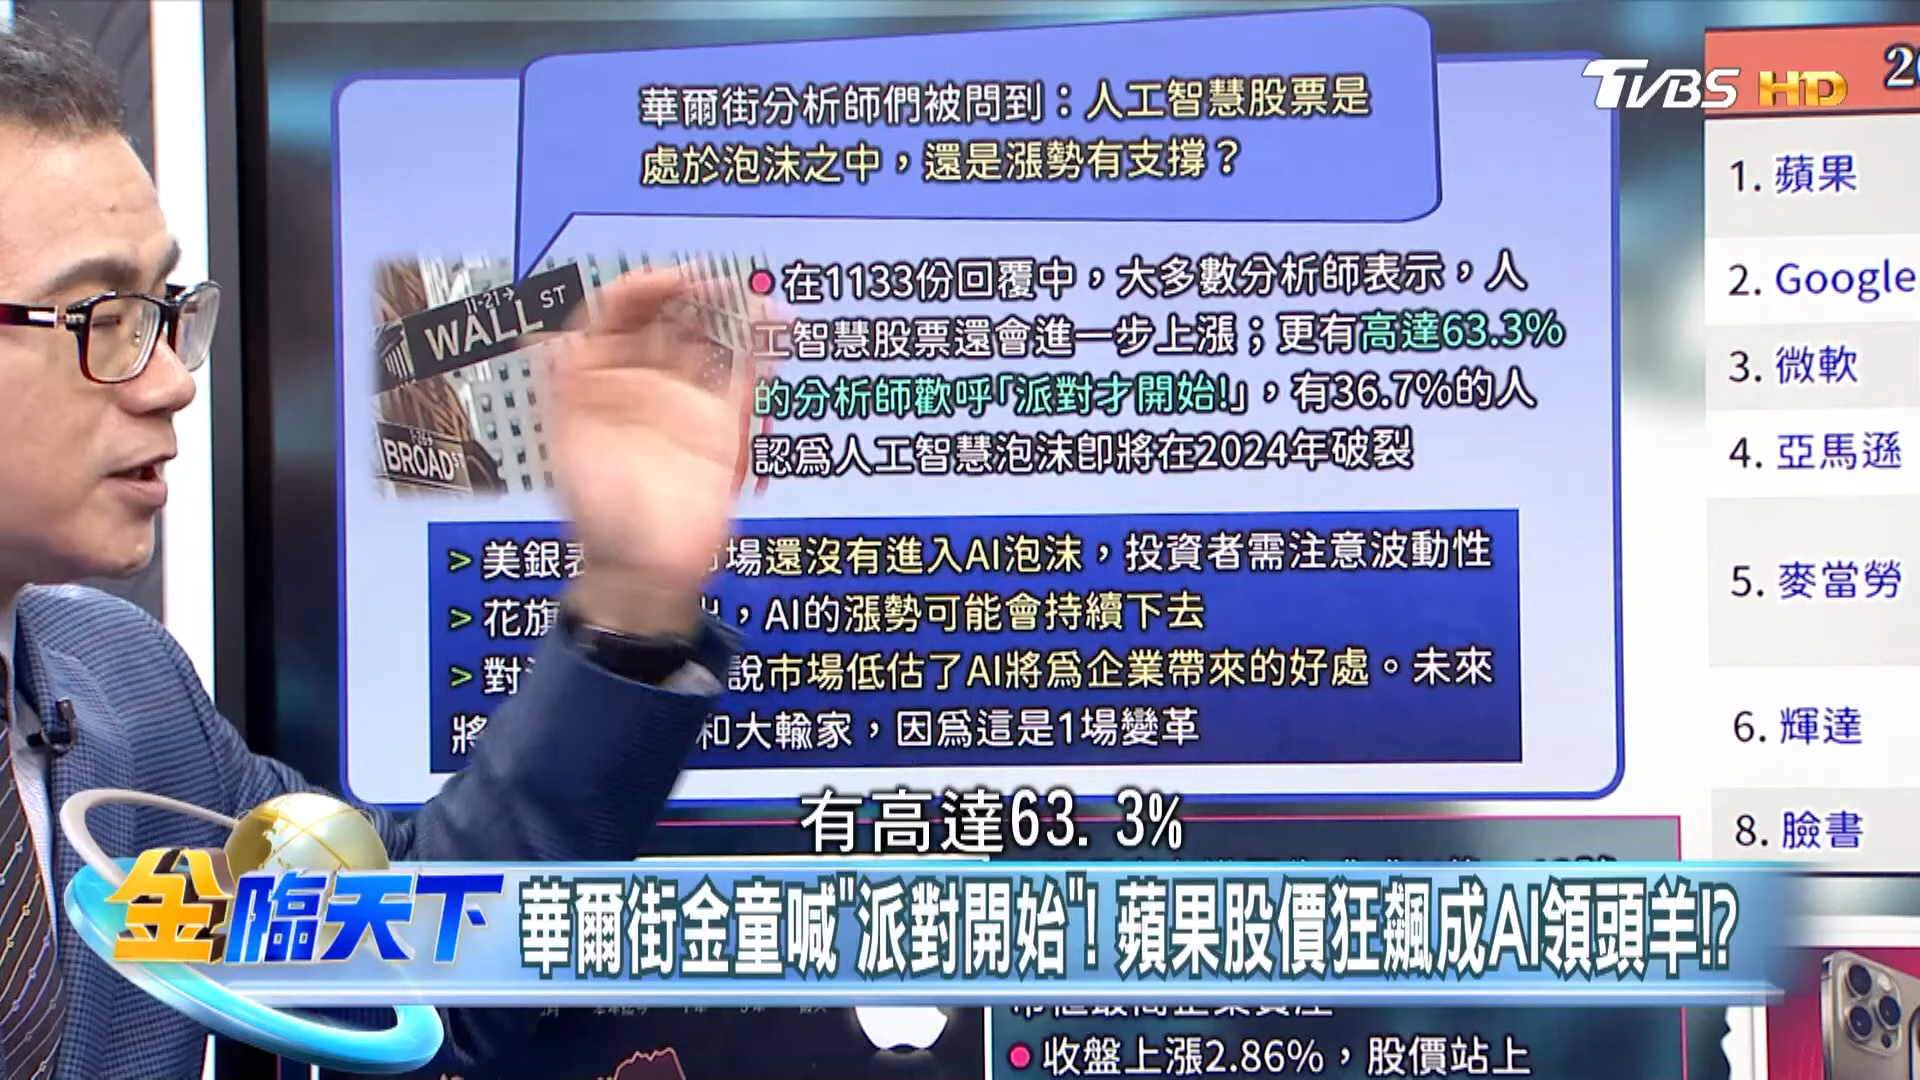 華爾街分析師們被問到：人工智慧股票是
處於泡沫之中，還是漲勢有支撐？
TVBS HD
11-21→
WALL ST
BROAD ST
●在1133份回覆中，大多數分析師表示，人
工智慧股票還會進一步上漲；更有高達63.3%
的分析師歡呼「派對才開始!」，有36.7%的人
認為人工智慧泡沫即將在2024年破裂
> 美銀表 場還沒有進入AI泡沫，投資者需注意波動性
> 花旗 ，AI的漲勢可能會持續下去
> 對 說市場低估了AI將為企業帶來的好處。未來
將 和大輸家，因為這是1場變革
1. 蘋果
2. Google
3. 微軟
4. 亞馬遜
5. 麥當勞
6. 輝達
8. 臉書
有高達63.3%
金臨天下
華爾街金童喊"派對開始"! 蘋果股價狂飆成AI領頭羊!?
●收盤上漲2.86%，股價站上